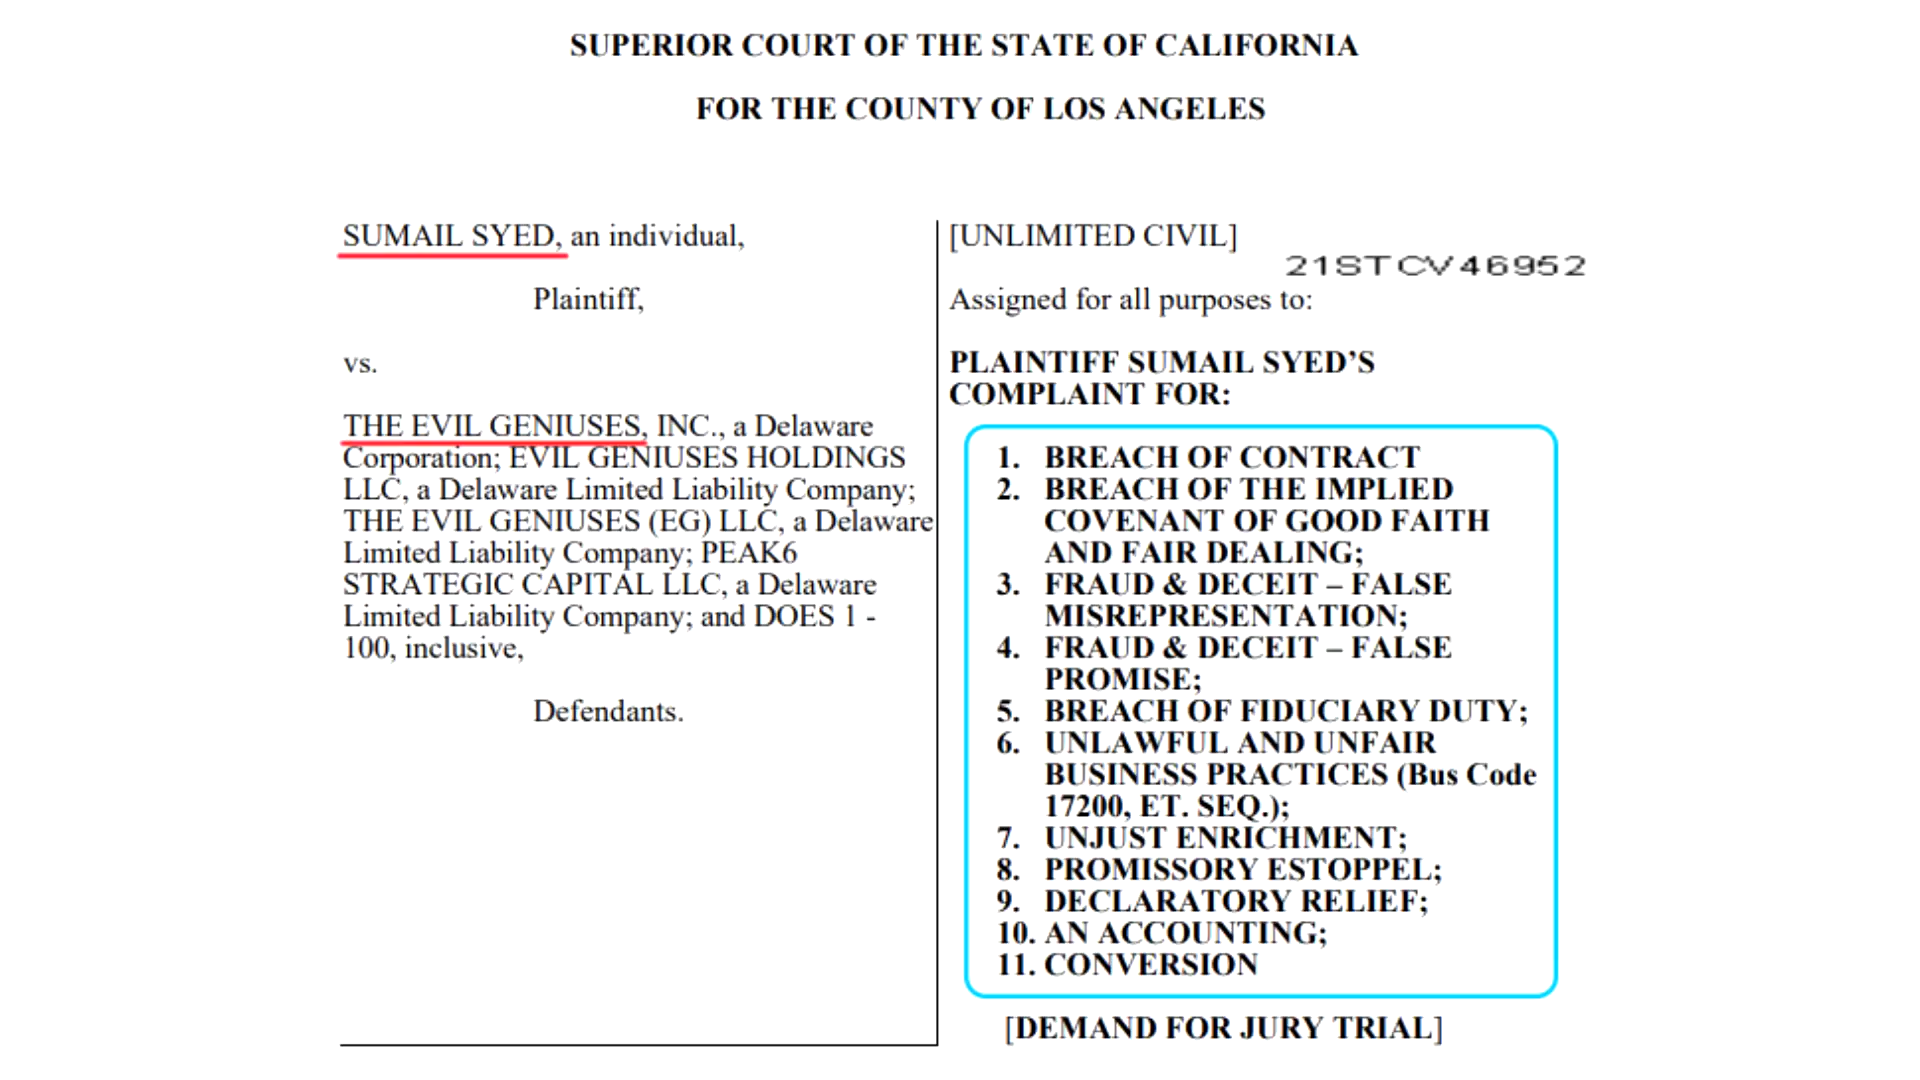 SUPERIOR COURT OF THE STATE OF CALIFORNIA
FOR THE COUNTY OF LOS ANGELES
SUMAIL SYED, an individual,
Plaintiff,
vs.
THE EVIL GENIUSES, INC., a Delaware
Corporation; EVIL GENIUSES HOLDINGS
LLC, a Delaware Limited Liability Company;
THE EVIL GENIUSES (EG) LLC, a Delaware
Limited Liability Company; PEAK6
STRATEGIC CAPITAL LLC, a Delaware
Limited Liability Company; and DOES 1 -
100, inclusive,
Defendants.
[UNLIMITED CIVIL]
21STCV46952
Assigned for all purposes to:
PLAINTIFF SUMAIL SYED’S
COMPLAINT FOR:
1. BREACH OF CONTRACT
2. BREACH OF THE IMPLIED
COVENANT OF GOOD FAITH
AND FAIR DEALING;
3. FRAUD & DECEIT – FALSE
MISREPRESENTATION;
4. FRAUD & DECEIT – FALSE
PROMISE;
5. BREACH OF FIDUCIARY DUTY;
6. UNLAWFUL AND UNFAIR
BUSINESS PRACTICES (Bus Code
17200, ET. SEQ.);
7. UNJUST ENRICHMENT;
8. PROMISSORY ESTOPPEL;
9. DECLARATORY RELIEF;
10. AN ACCOUNTING;
11. CONVERSION
[DEMAND FOR JURY TRIAL]